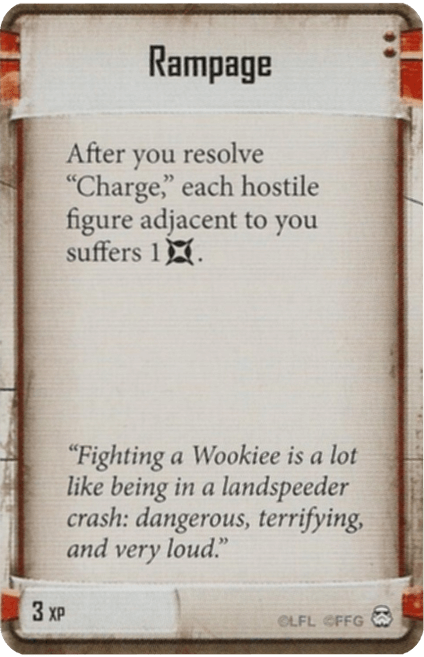 Rampage
After you resolve
“Charge,” each hostile
figure adjacent to you
suffers 1 .
“Fighting a Wookiee is a lot
like being in a landspeeder
crash: dangerous, terrifying,
and very loud.”
3 XP
©LFL ©FFG